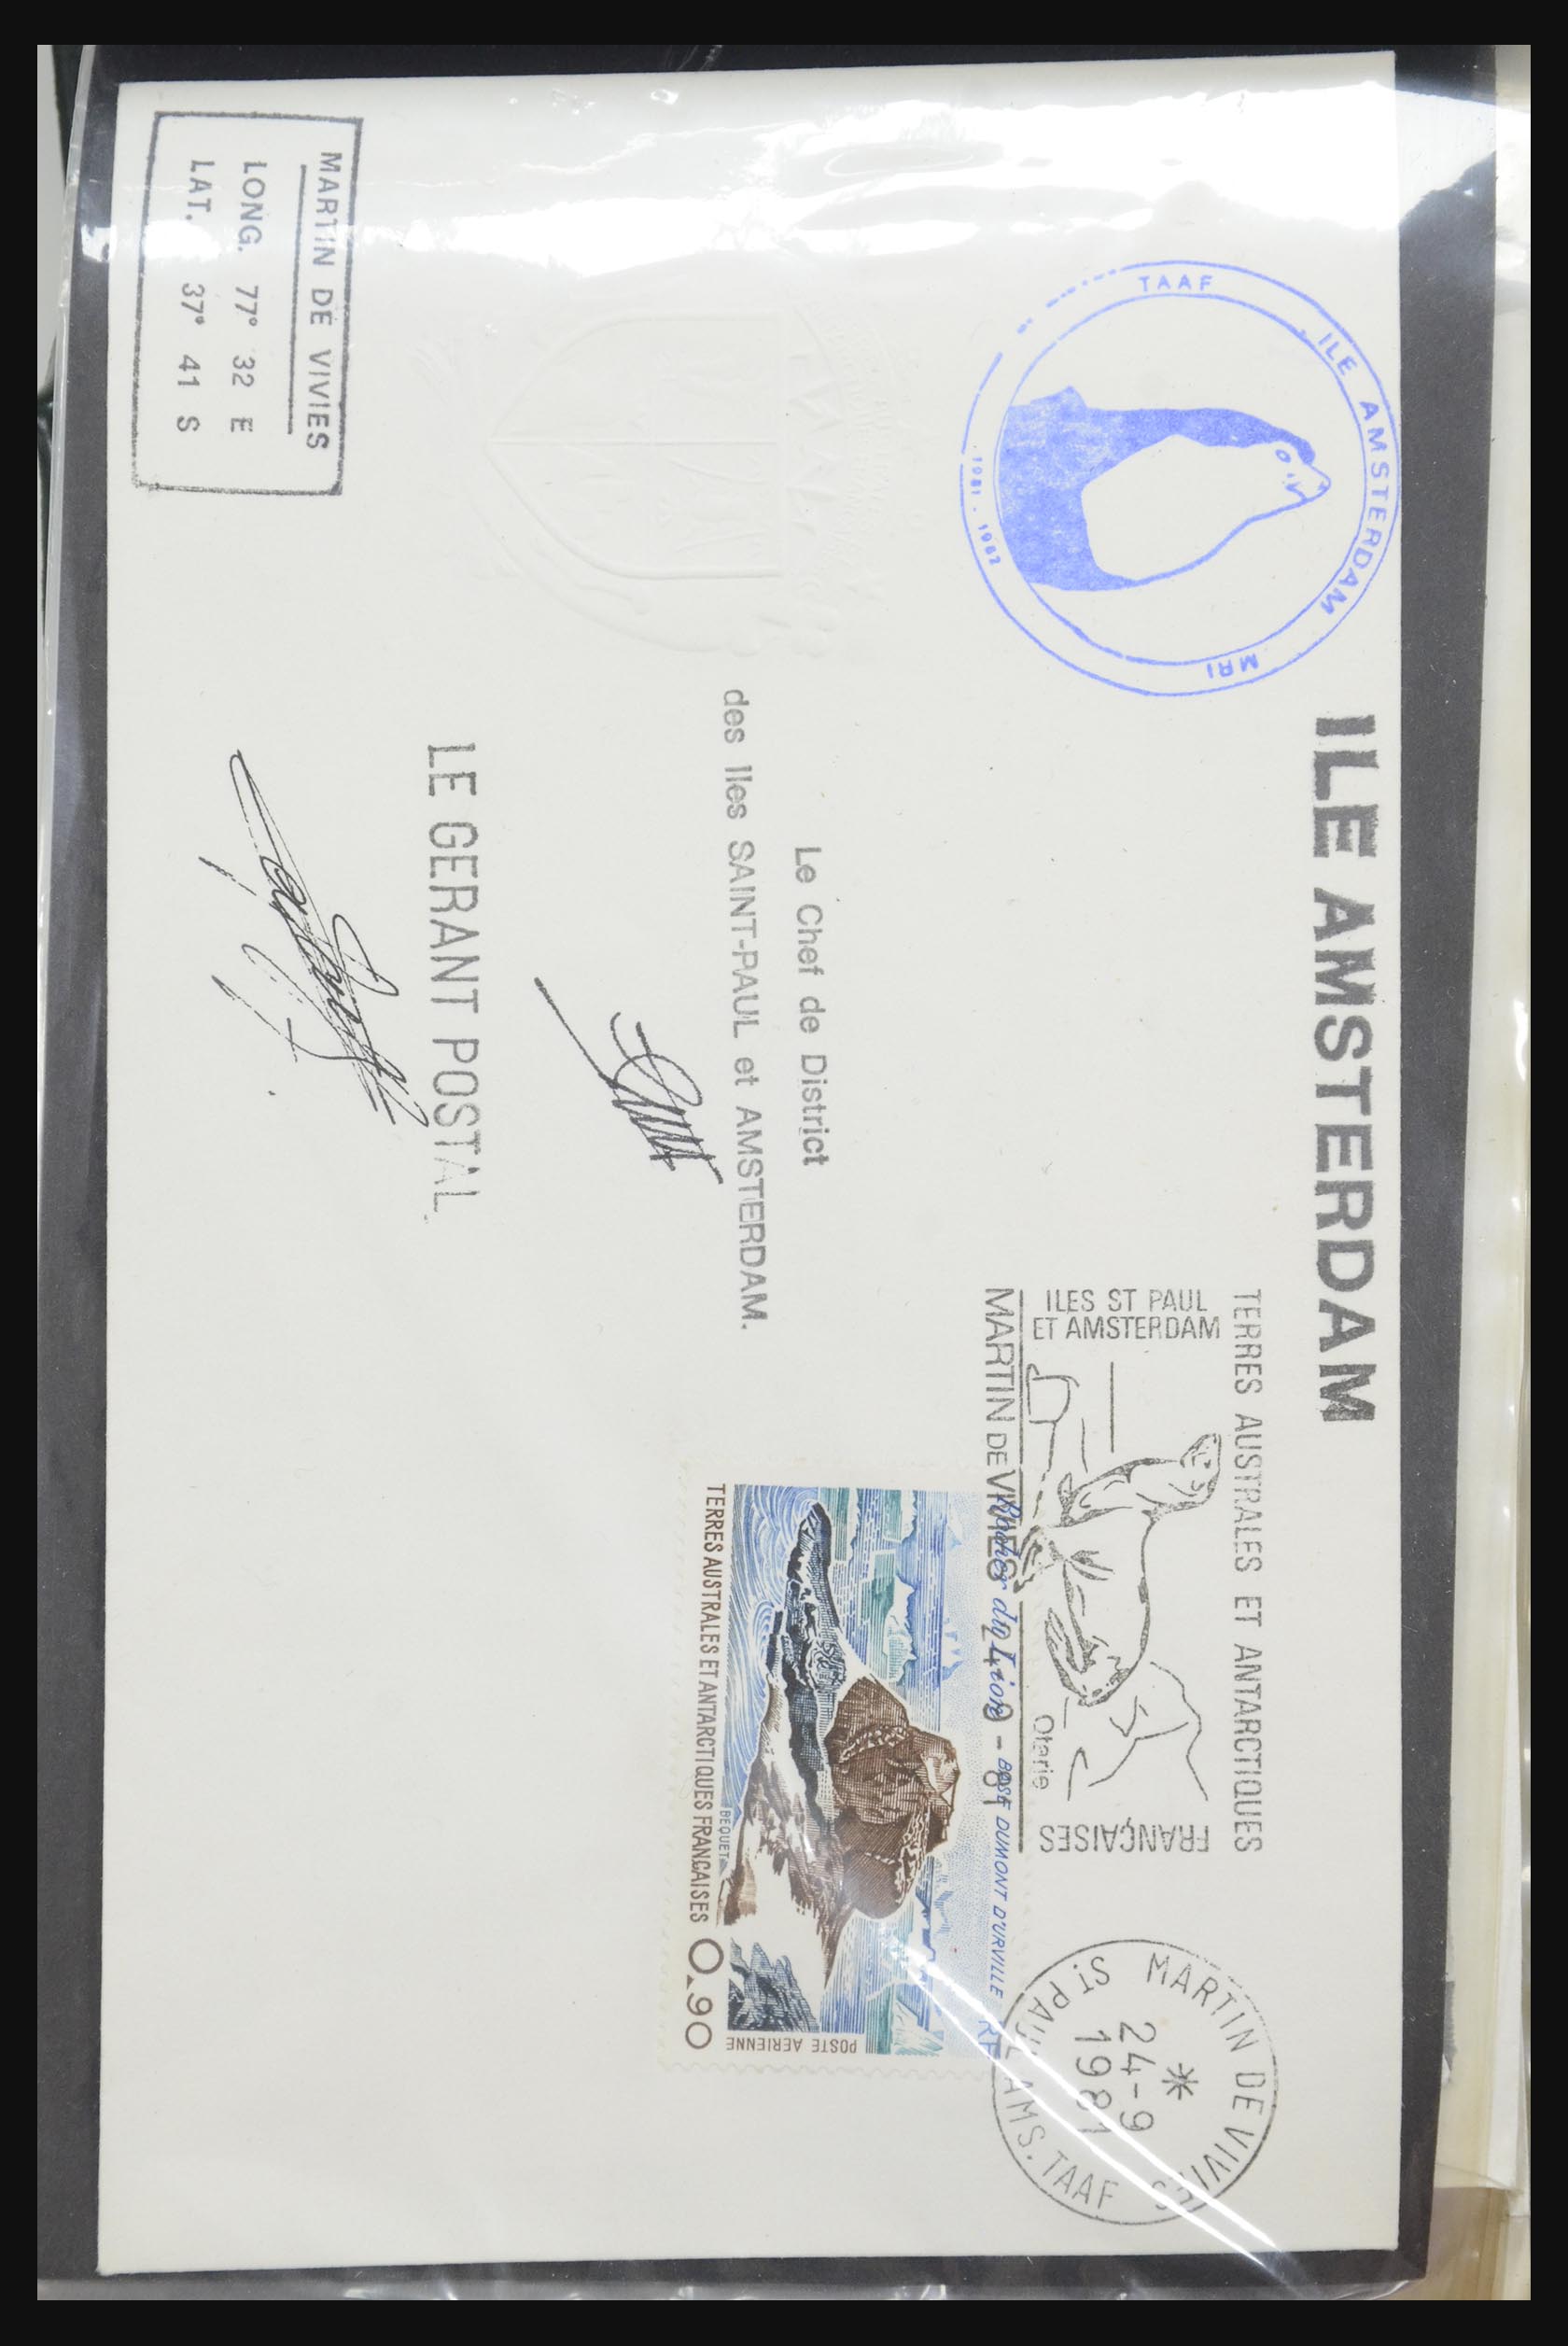 ILE AMSTERDAM
TAAF ILE AMSTERDAM MRI
1981 - 1982
TERRES AUSTRALES ET ANTARCTIQUES
FRANÇAISES
ILES ST PAUL
ET AMSTERDAM
Otarie
MARTIN DE VIVIES 24-9-81
MARTIN DE VIVIES
*
24-9
1981
St PAUL AMS. TAAF
Rocher du Lion - BASE DUMONT D'URVILLE RF
POSTE AERIENNE
BEQUET
TERRES AUSTRALES ET ANTARCTIQUES FRANÇAISES 0,90
Le Chef de District
des Iles SAINT-PAUL et AMSTERDAM.
LE GERANT POSTAL
MARTIN DE VIVIES
LONG. 77° 32 E
LAT. 37° 41 S